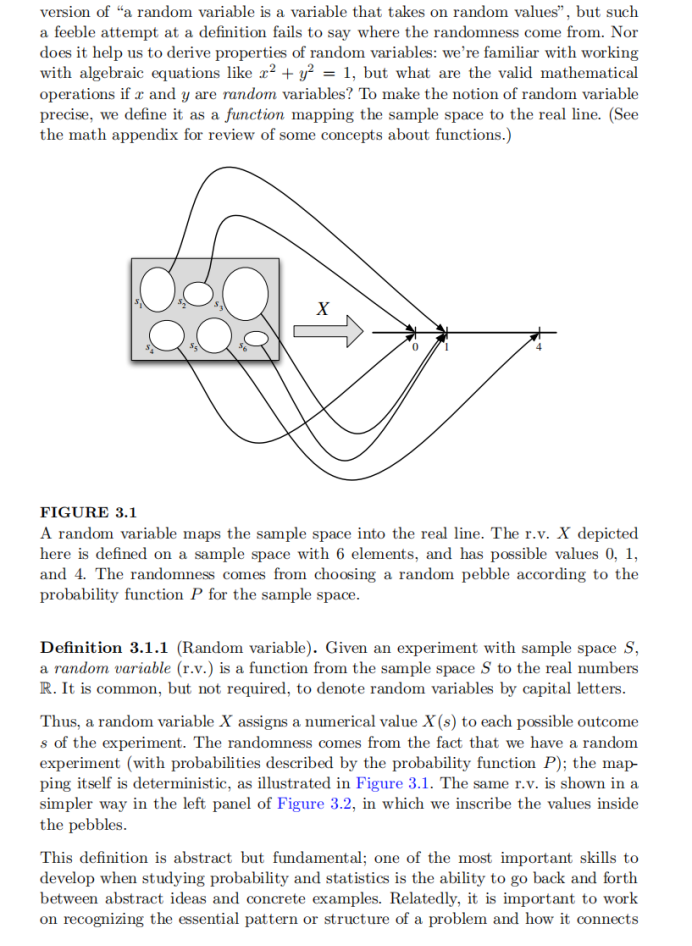 version of “a random variable is a variable that takes on random values”, but such
a feeble attempt at a definition fails to say where the randomness come from. Nor
does it help us to derive properties of random variables: we’re familiar with working
with algebraic equations like x² + y² = 1, but what are the valid mathematical
operations if x and y are random variables? To make the notion of random variable
precise, we define it as a function mapping the sample space to the real line. (See
the math appendix for review of some concepts about functions.)
s₁ s₂ s₃
X
s₄ s₅ s₆
0 1 4
FIGURE 3.1
A random variable maps the sample space into the real line. The r.v. X depicted
here is defined on a sample space with 6 elements, and has possible values 0, 1,
and 4. The randomness comes from choosing a random pebble according to the
probability function P for the sample space.
Definition 3.1.1 (Random variable). Given an experiment with sample space S,
a random variable (r.v.) is a function from the sample space S to the real numbers
ℝ. It is common, but not required, to denote random variables by capital letters.
Thus, a random variable X assigns a numerical value X(s) to each possible outcome
s of the experiment. The randomness comes from the fact that we have a random
experiment (with probabilities described by the probability function P); the map-
ping itself is deterministic, as illustrated in Figure 3.1. The same r.v. is shown in a
simpler way in the left panel of Figure 3.2, in which we inscribe the values inside
the pebbles.
This definition is abstract but fundamental; one of the most important skills to
develop when studying probability and statistics is the ability to go back and forth
between abstract ideas and concrete examples. Relatedly, it is important to work
on recognizing the essential pattern or structure of a problem and how it connects